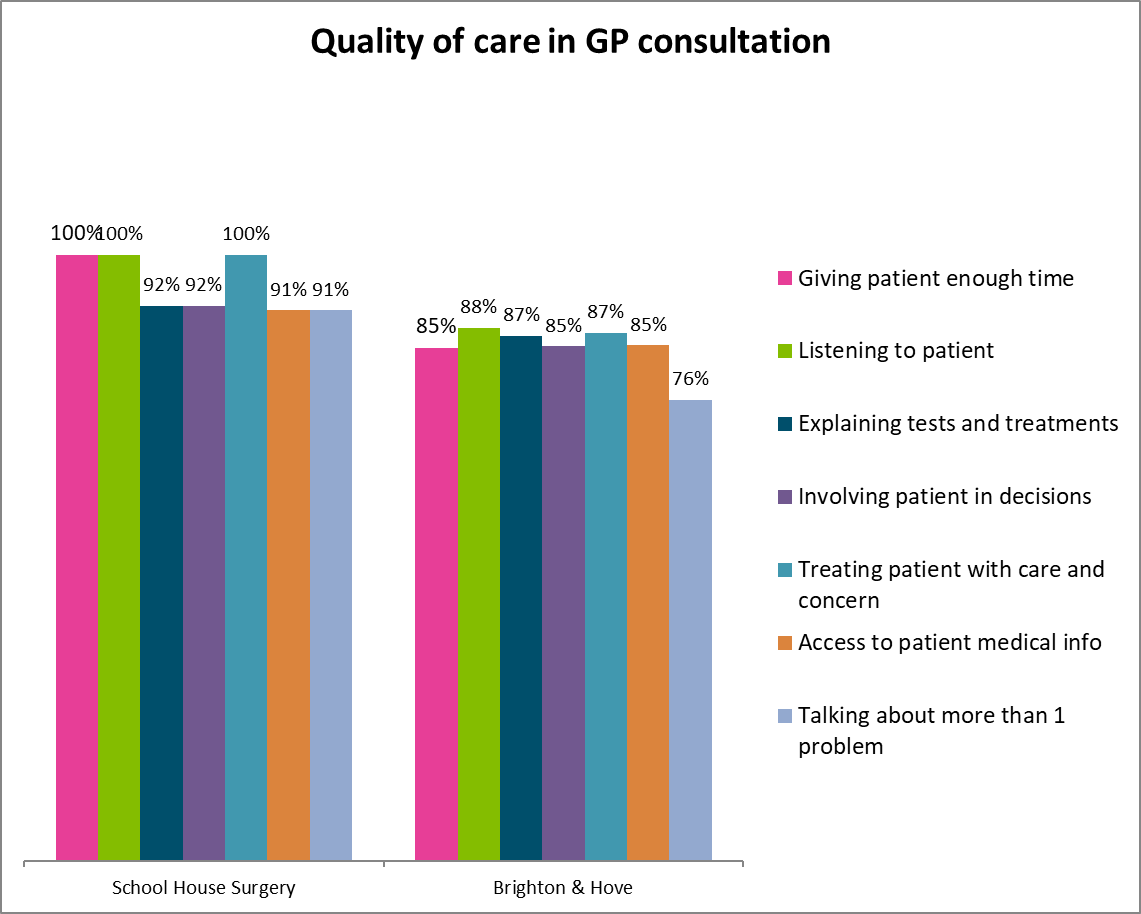 Quality of care in GP consultation
100% 100% 92% 92% 100% 91% 91%
85% 88% 87% 85% 87% 85% 76%
School House Surgery
Brighton & Hove
Giving patient enough time
Listening to patient
Explaining tests and treatments
Involving patient in decisions
Treating patient with care and
concern
Access to patient medical info
Talking about more than 1
problem